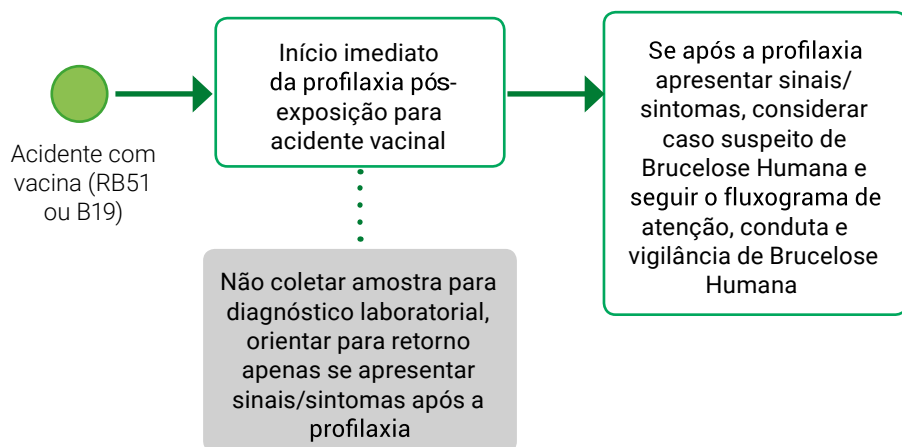 Acidente com
vacina (RB51
ou B19)
Início imediato
da profilaxia pós-
exposição para
acidente vacinal
Não coletar amostra para
diagnóstico laboratorial,
orientar para retorno
apenas se apresentar
sinais/sintomas após a
profilaxia
Se após a profilaxia
apresentar sinais/
sintomas, considerar
caso suspeito de
Brucelose Humana e
seguir o fluxograma de
atenção, conduta e
vigilância de Brucelose
Humana